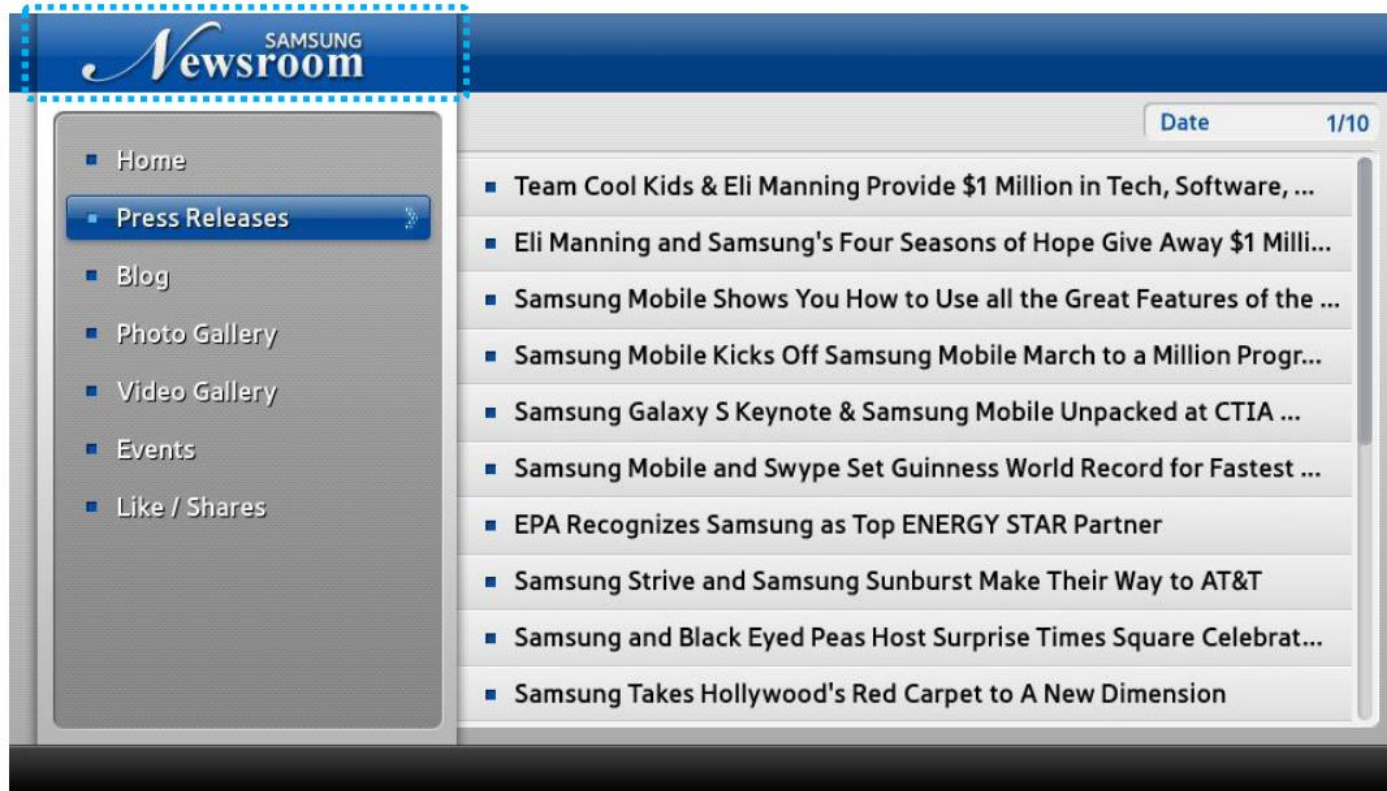 SAMSUNG
Newsroom
Date 1/10
Home
Press Releases
Blog
Photo Gallery
Video Gallery
Events
Like / Shares
Team Cool Kids & Eli Manning Provide $1 Million in Tech, Software, ...
Eli Manning and Samsung's Four Seasons of Hope Give Away $1 Milli...
Samsung Mobile Shows You How to Use all the Great Features of the ...
Samsung Mobile Kicks Off Samsung Mobile March to a Million Progr...
Samsung Galaxy S Keynote & Samsung Mobile Unpacked at CTIA ...
Samsung Mobile and Swype Set Guinness World Record for Fastest ...
EPA Recognizes Samsung as Top ENERGY STAR Partner
Samsung Strive and Samsung Sunburst Make Their Way to AT&T
Samsung and Black Eyed Peas Host Surprise Times Square Celebrat...
Samsung Takes Hollywood's Red Carpet to A New Dimension